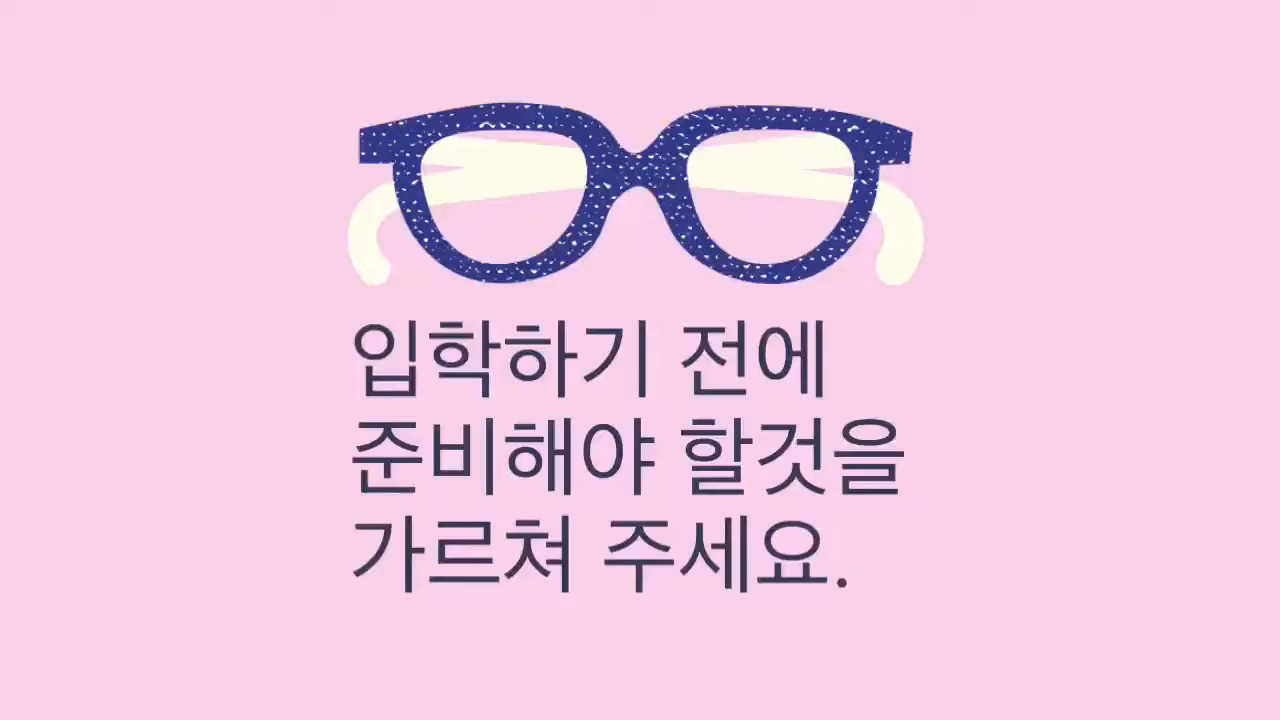 입학하기 전에
준비해야 할것을
가르쳐 주세요.